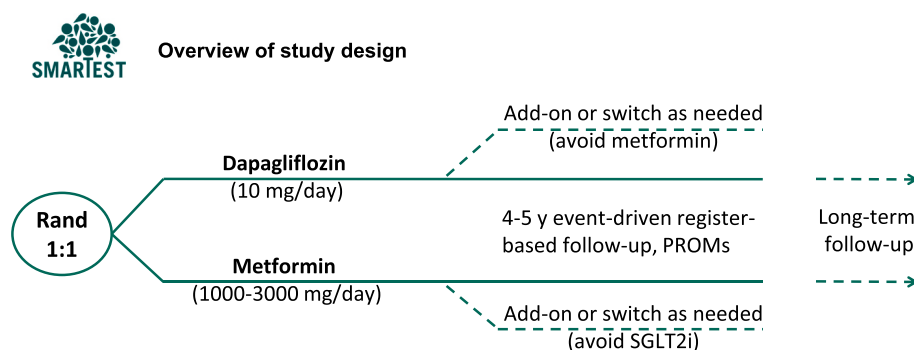 SMARTEST
Overview of study design
Add-on or switch as needed
(avoid metformin)
Dapagliflozin
(10 mg/day)
Rand
1:1
4-5 y event-driven register-
based follow-up, PROMs
Long-term
follow-up
Metformin
(1000-3000 mg/day)
Add-on or switch as needed
(avoid SGLT2i)